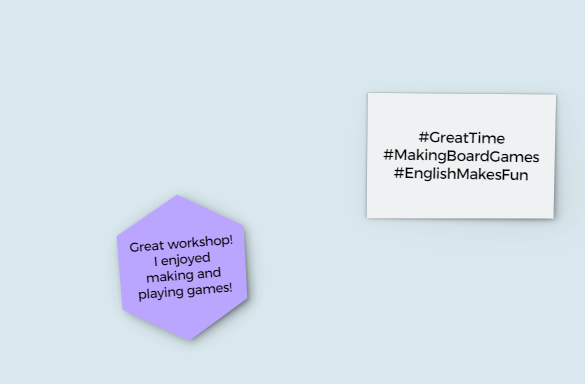 #GreatTime
#MakingBoardGames
#EnglishMakesFun
Great workshop!
I enjoyed
making and
playing games!